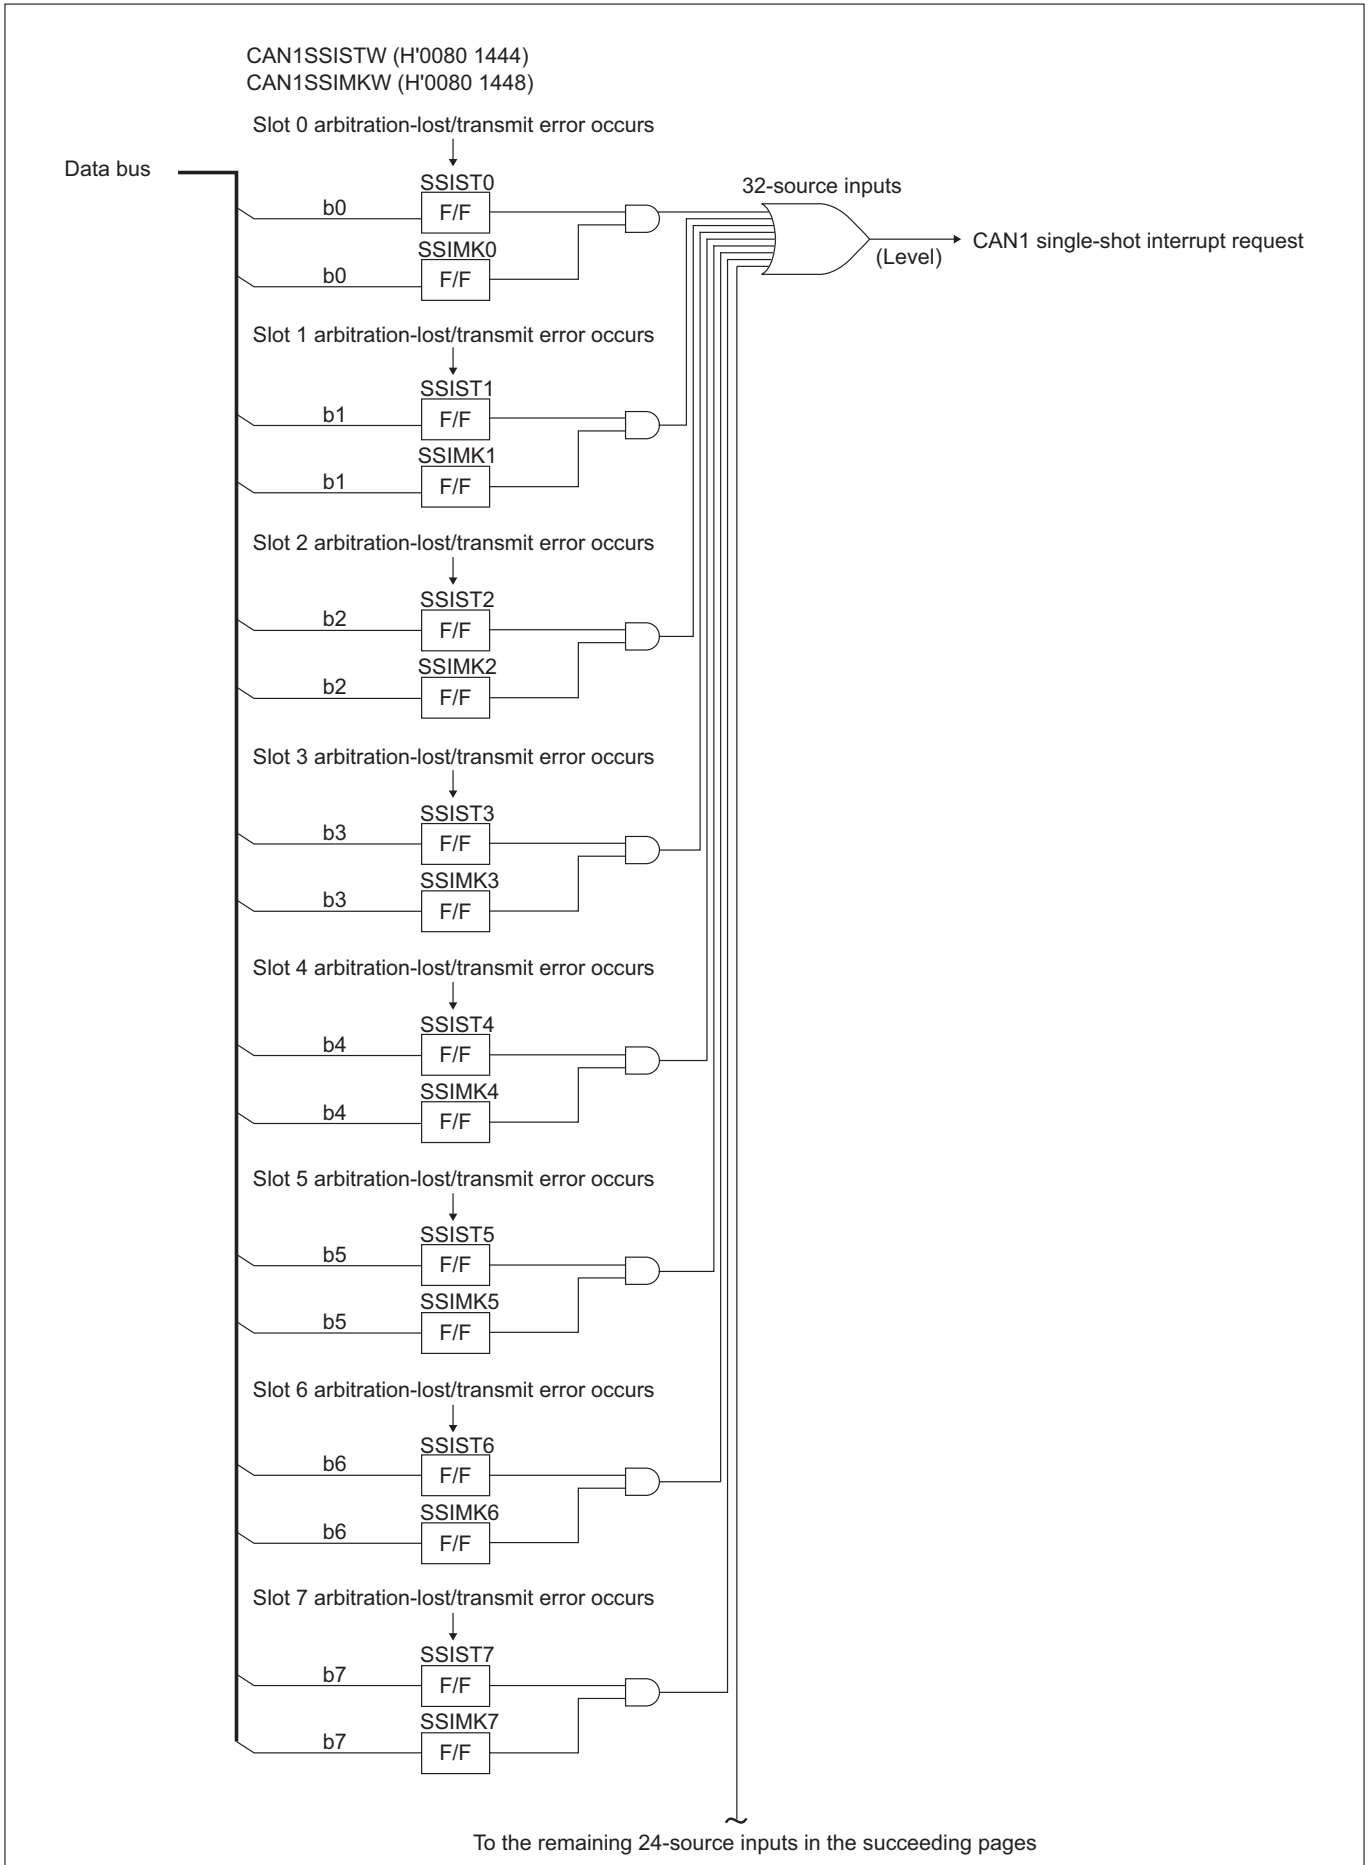 CAN1SSISTW (H'0080 1444)
CAN1SSIMKW (H'0080 1448)
Slot 0 arbitration-lost/transmit error occurs
Data bus
SSIST0
32-source inputs
b0
F/F
CAN1 single-shot interrupt request
(Level)
SSIMK0
b0
F/F
Slot 1 arbitration-lost/transmit error occurs
SSIST1
b1
F/F
SSIMK1
b1
F/F
Slot 2 arbitration-lost/transmit error occurs
SSIST2
b2
F/F
SSIMK2
b2
F/F
Slot 3 arbitration-lost/transmit error occurs
SSIST3
b3
F/F
SSIMK3
b3
F/F
Slot 4 arbitration-lost/transmit error occurs
SSIST4
b4
F/F
SSIMK4
b4
F/F
Slot 5 arbitration-lost/transmit error occurs
SSIST5
b5
F/F
SSIMK5
b5
F/F
Slot 6 arbitration-lost/transmit error occurs
SSIST6
b6
F/F
SSIMK6
b6
F/F
Slot 7 arbitration-lost/transmit error occurs
SSIST7
b7
F/F
SSIMK7
b7
F/F
To the remaining 24-source inputs in the succeeding pages